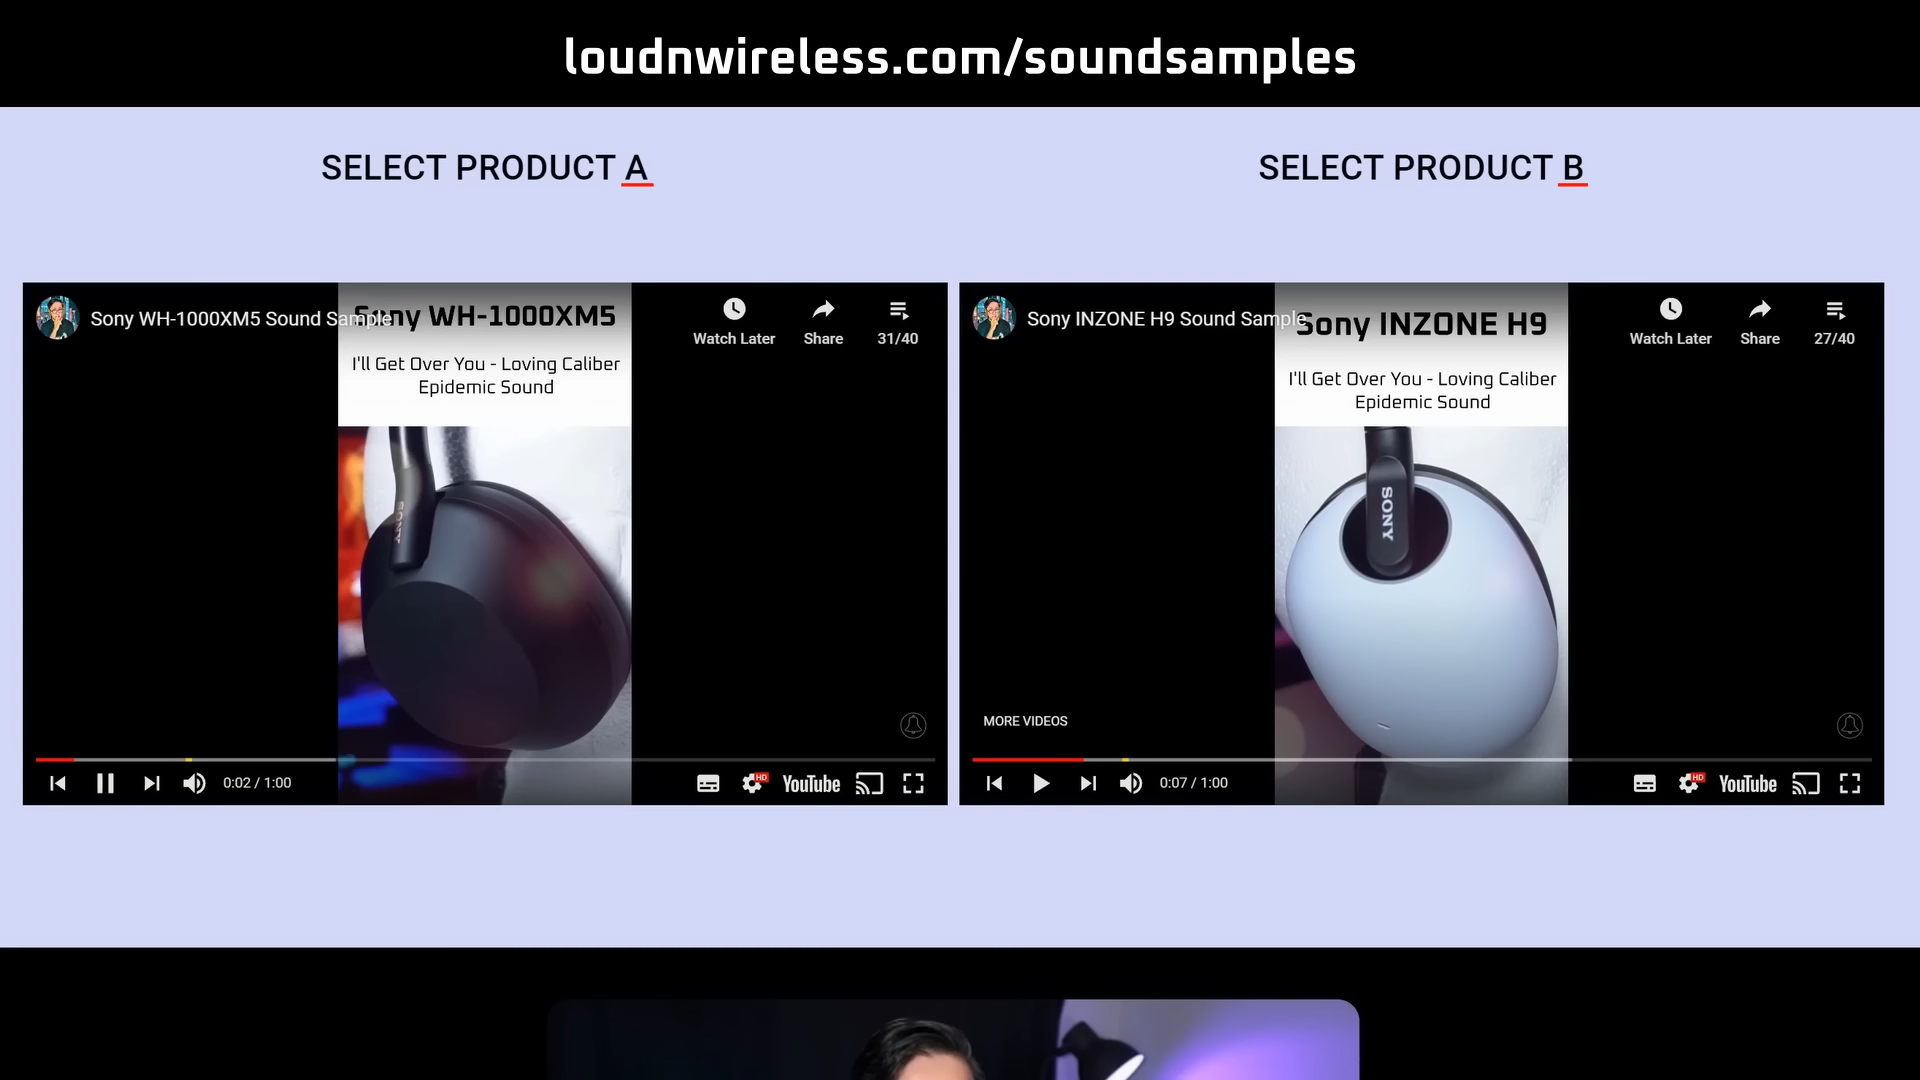 loudnwireless.com/soundsamples
SELECT PRODUCT A
SELECT PRODUCT B
Sony WH-1000XM5 Sound Sample
Sony WH-1000XM5
Watch Later
Share
31/40
I'll Get Over You - Loving Caliber
Epidemic Sound
SONY
0:02 / 1:00
HD
YouTube
Sony INZONE H9 Sound Sample
Sony INZONE H9
Watch Later
Share
27/40
I'll Get Over You - Loving Caliber
Epidemic Sound
SONY
MORE VIDEOS
0:07 / 1:00
HD
YouTube